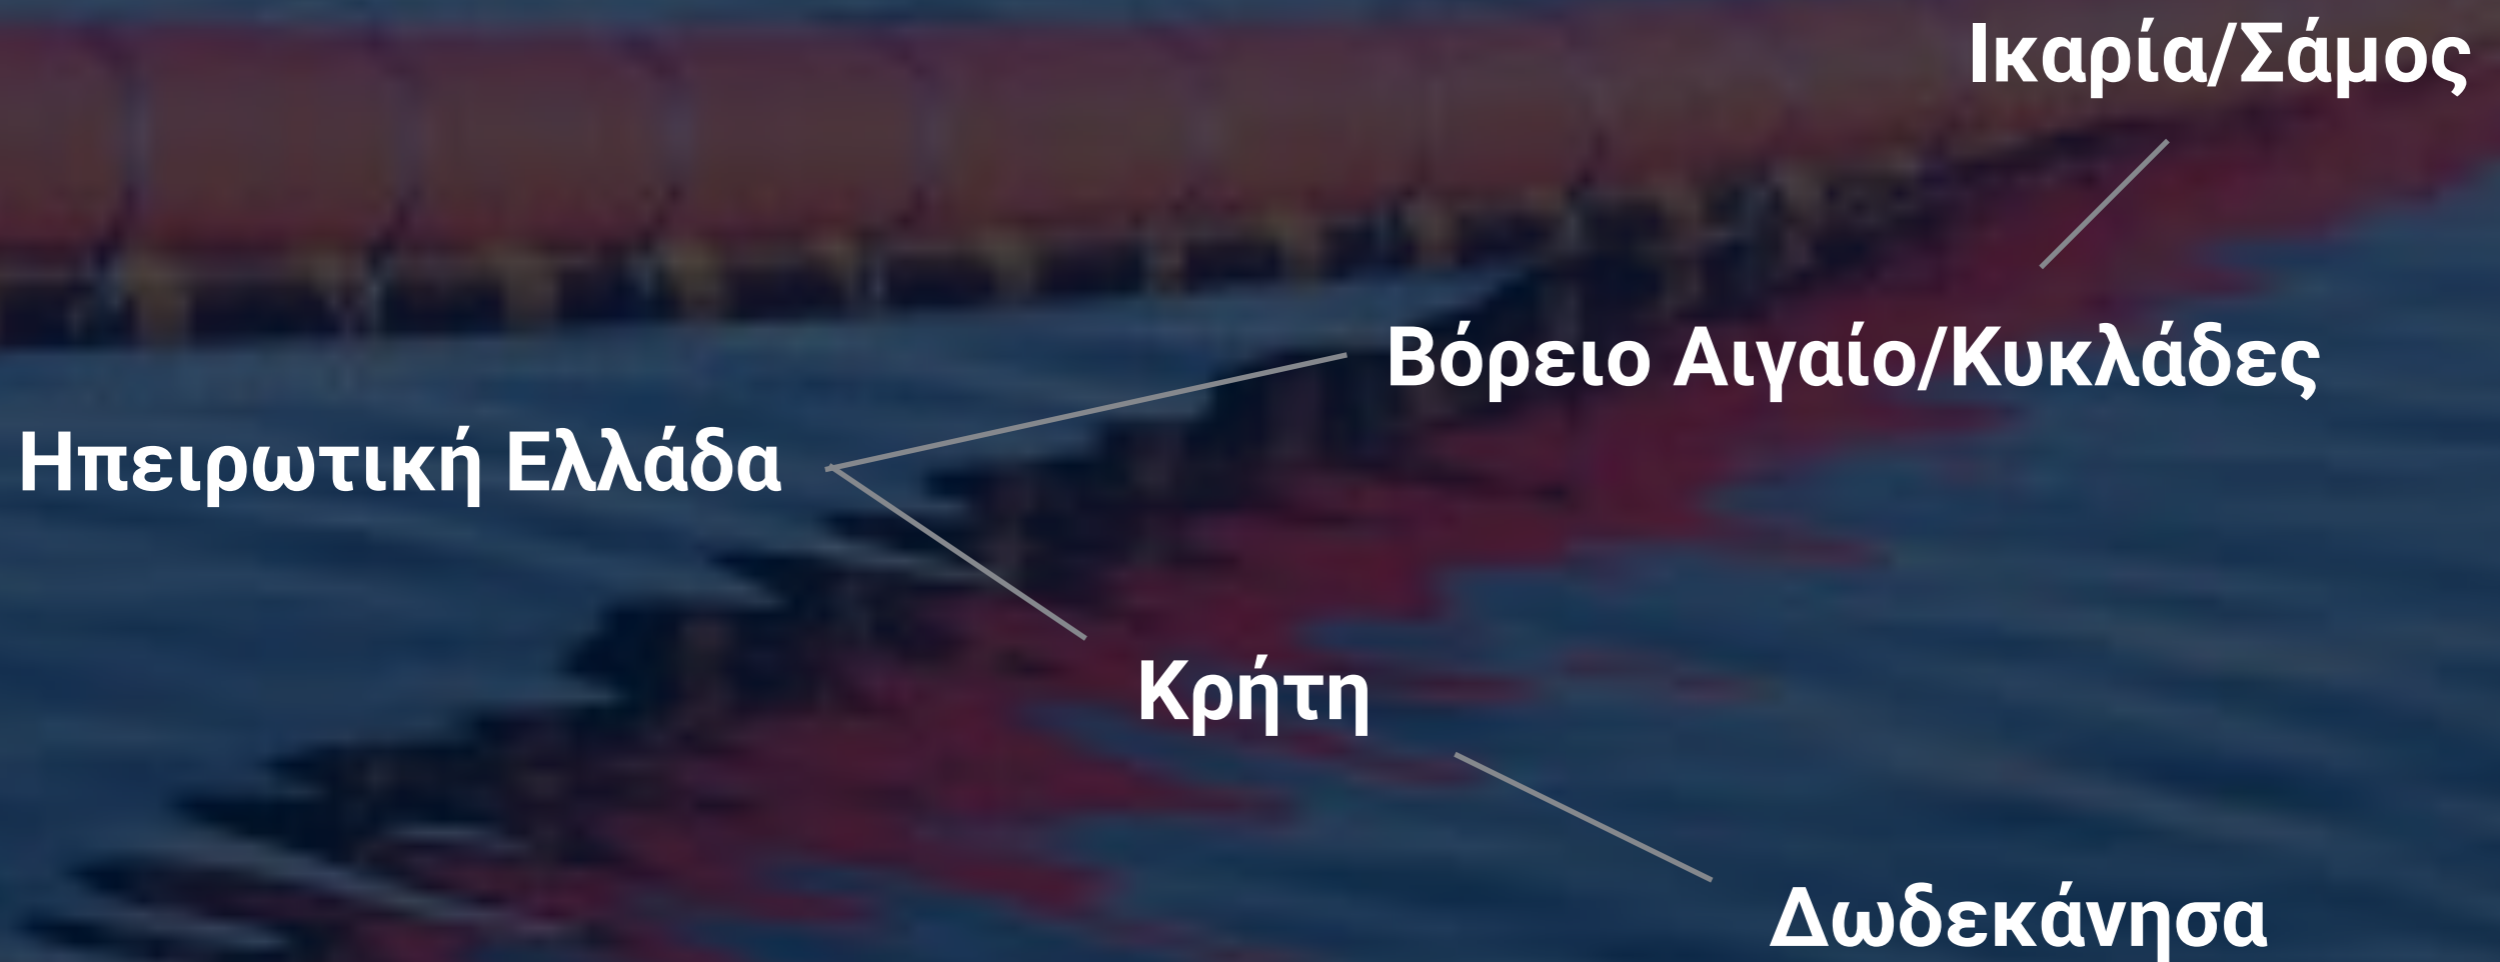 Ικαρία/Σάμος
Βόρειο Αιγαίο/Κυκλάδες
Ηπειρωτική Ελλάδα
Κρήτη
Δωδεκάνησα